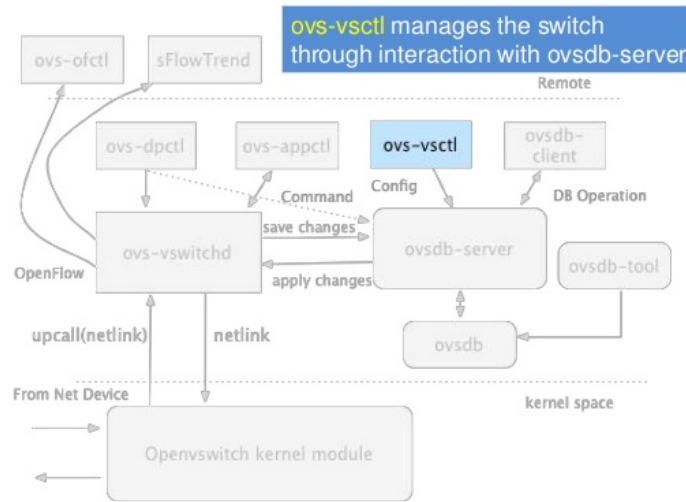 ovs-vsctl manages the switch
through interaction with ovsdb-server
ovs-ofctl
sFlowTrend
Remote
ovs-dpctl
ovs-appctl
ovs-vsctl
ovsdb-
client
Command
Config
DB Operation
ovs-vswitchd
save changes
ovsdb-server
ovsdb-tool
OpenFlow
apply changes
upcall(netlink)
netlink
ovsdb
From Net Device
kernel space
Openvswitch kernel module